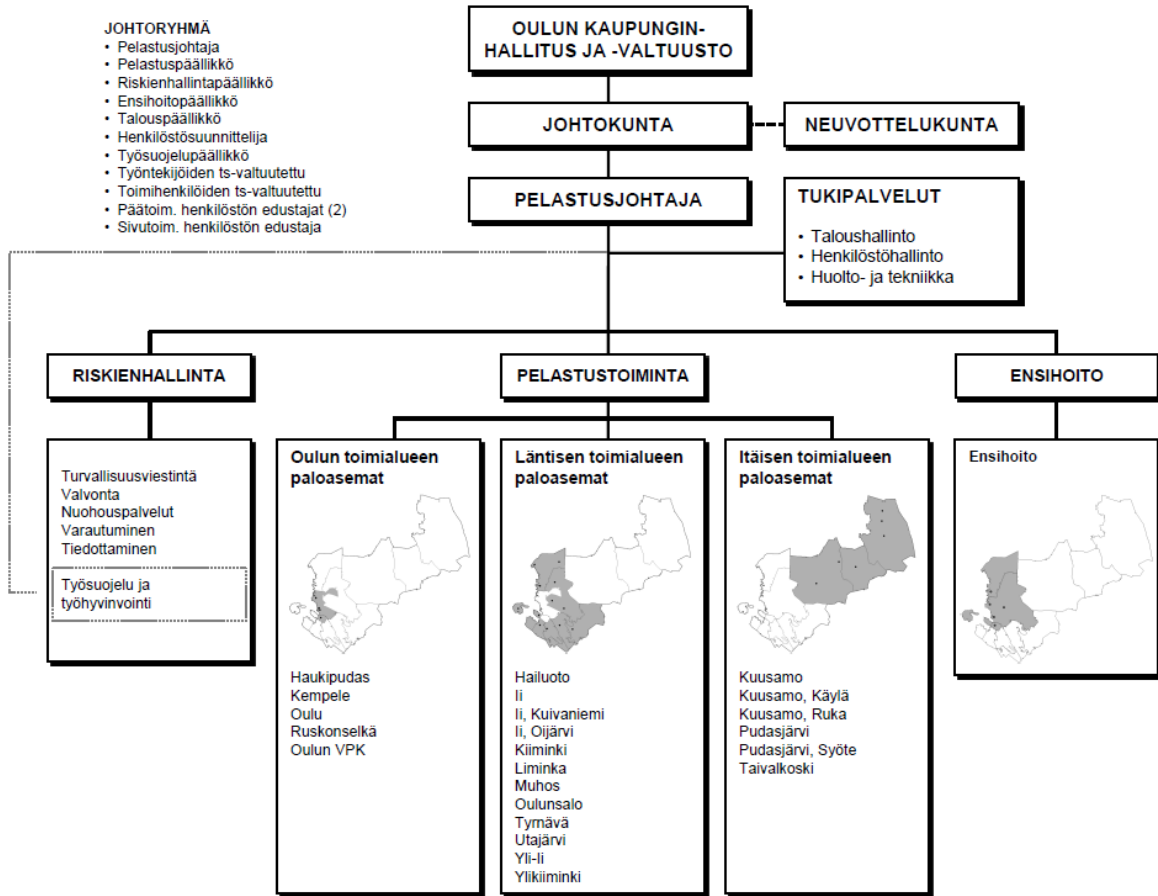 JOHTORYHMÄ
• Pelastusjohtaja
• Pelastuspäällikkö
• Riskienhallintapäällikkö
• Ensihoitopäällikkö
• Talouspäällikkö
• Henkilöstösuunnittelija
• Työsuojelupäällikkö
• Työntekijöiden ts-valtuutettu
• Toimihenkilöiden ts-valtuutettu
• Päätoim. henkilöstön edustajat (2)
• Sivutoim. henkilöstön edustaja
OULUN KAUPUNGIN-
HALLITUS JA -VALTUUSTO
JOHTOKUNTA
NEUVOTTELUKUNTA
PELASTUSJOHTAJA
TUKIPALVELUT
• Taloushallinto
• Henkilöstöhallinto
• Huolto- ja tekniikka
RISKIENHALLINTA
PELASTUSTOIMINTA
ENSIHOITO
Turvallisuusviestintä
Valvonta
Nuohouspalvelut
Varautuminen
Tiedottaminen
Työsuojelu ja
työhyvinvointi
Oulun toimialueen
paloasemat
Haukipudas
Kempele
Oulu
Ruskonselkä
Oulun VPK
Läntisen toimialueen
paloasemat
Hailuoto
Ii
Ii, Kuivaniemi
Ii, Oijärvi
Kiiminki
Liminka
Muhos
Oulunsalo
Tyrnävä
Utajärvi
Yli-Ii
Ylikiiminki
Itäisen toimialueen
paloasemat
Kuusamo
Kuusamo, Käylä
Kuusamo, Ruka
Pudasjärvi
Pudasjärvi, Syöte
Taivalkoski
Ensihoito